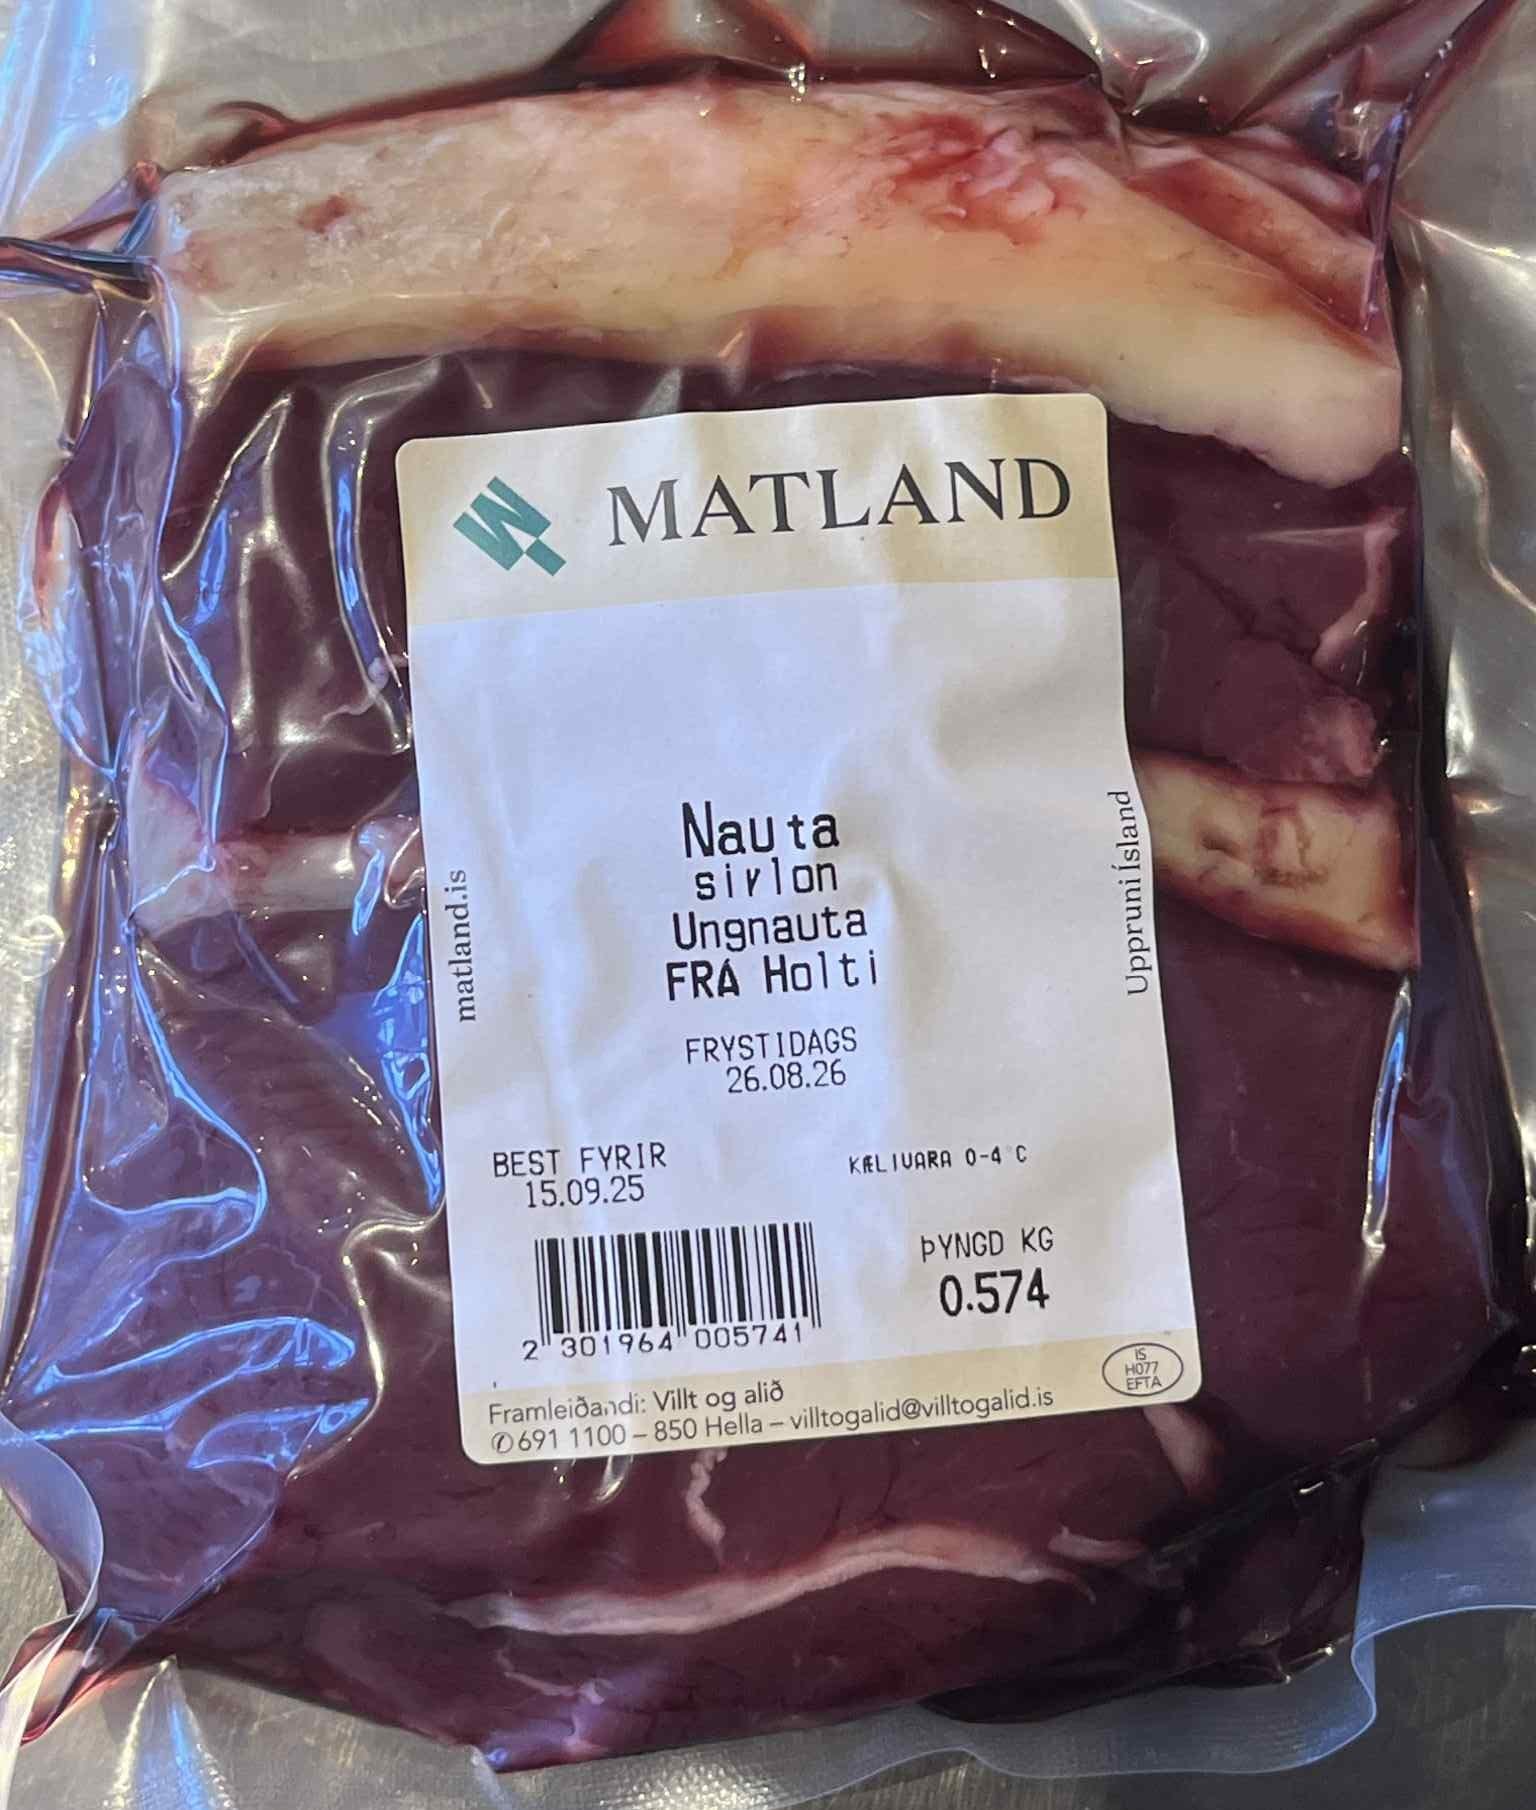 MATLAND
Nauta
sirlon
Ungnauta
FRÁ Holti
FRYSTIDAGS
26.08.26
matland.is
Uppruni Ísland
BEST FYRIR
15.09.25
KÆLIVARA 0-4°C
ÞYNGD KG
0.574
2 301964 005741
IS
H077
EFTA
Framleiðandi: Villt og alið
✆691 1100 – 850 Hella – villtogalid@villtogalid.is